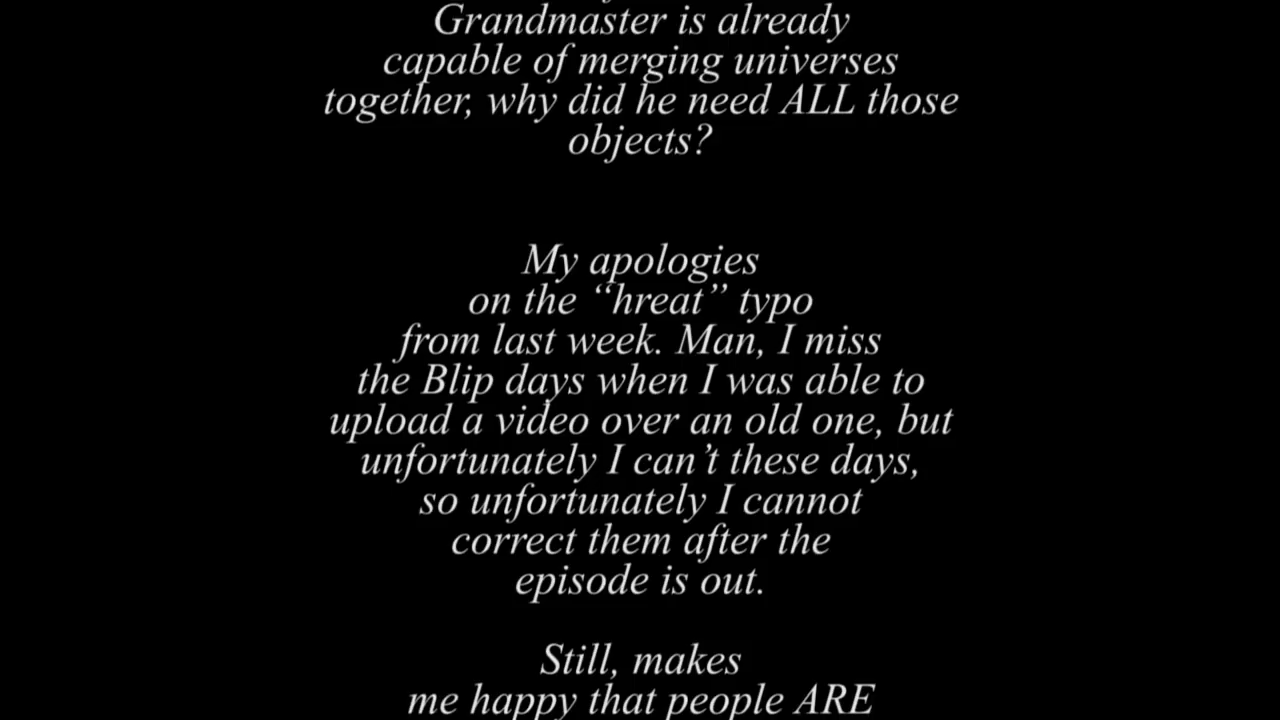 Grandmaster is already
capable of merging universes
together, why did he need ALL those
objects?
My apologies
on the “hreat” typo
from last week. Man, I miss
the Blip days when I was able to
upload a video over an old one, but
unfortunately I can’t these days,
so unfortunately I cannot
correct them after the
episode is out.
Still, makes
me happy that people ARE